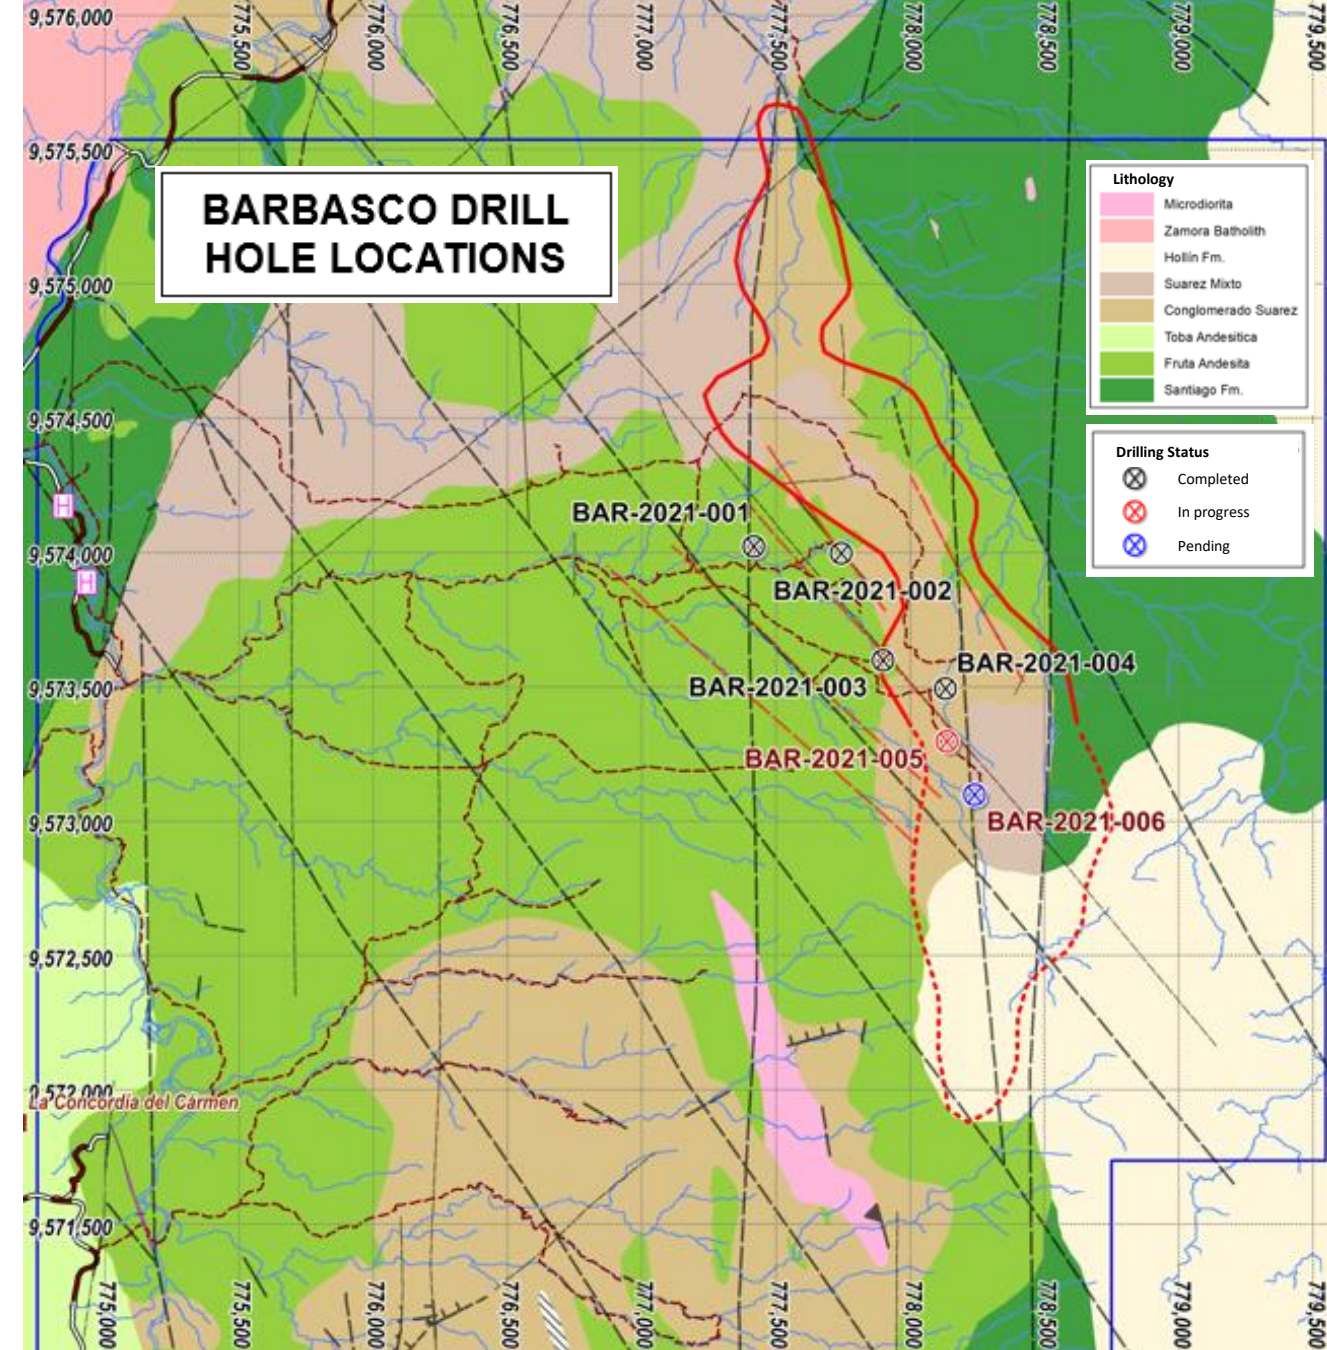 775,500
776,000
776,500
777,000
777,500
778,000
778,500
779,000
779,500
9,576,000
9,575,500
BARBASCO DRILL
HOLE LOCATIONS
Lithology
Microdiorita
Zamora Batholith
Hollín Fm.
Suarez Mixto
Conglomerado Suarez
Toba Andesitica
Fruta Andesita
Santiago Fm.
9,575,000
9,574,500
Drilling Status
Completed
In progress
Pending
H
BAR-2021-001
9,574,000
H
BAR-2021-002
BAR-2021-004
9,573,500
BAR-2021-003
BAR-2021-005
9,573,000
BAR-2021-006
9,572,500
9,572,000
La Concordia del Carmen
9,571,500
775,000
775,500
776,000
776,500
777,000
777,500
778,000
778,500
779,000
779,500